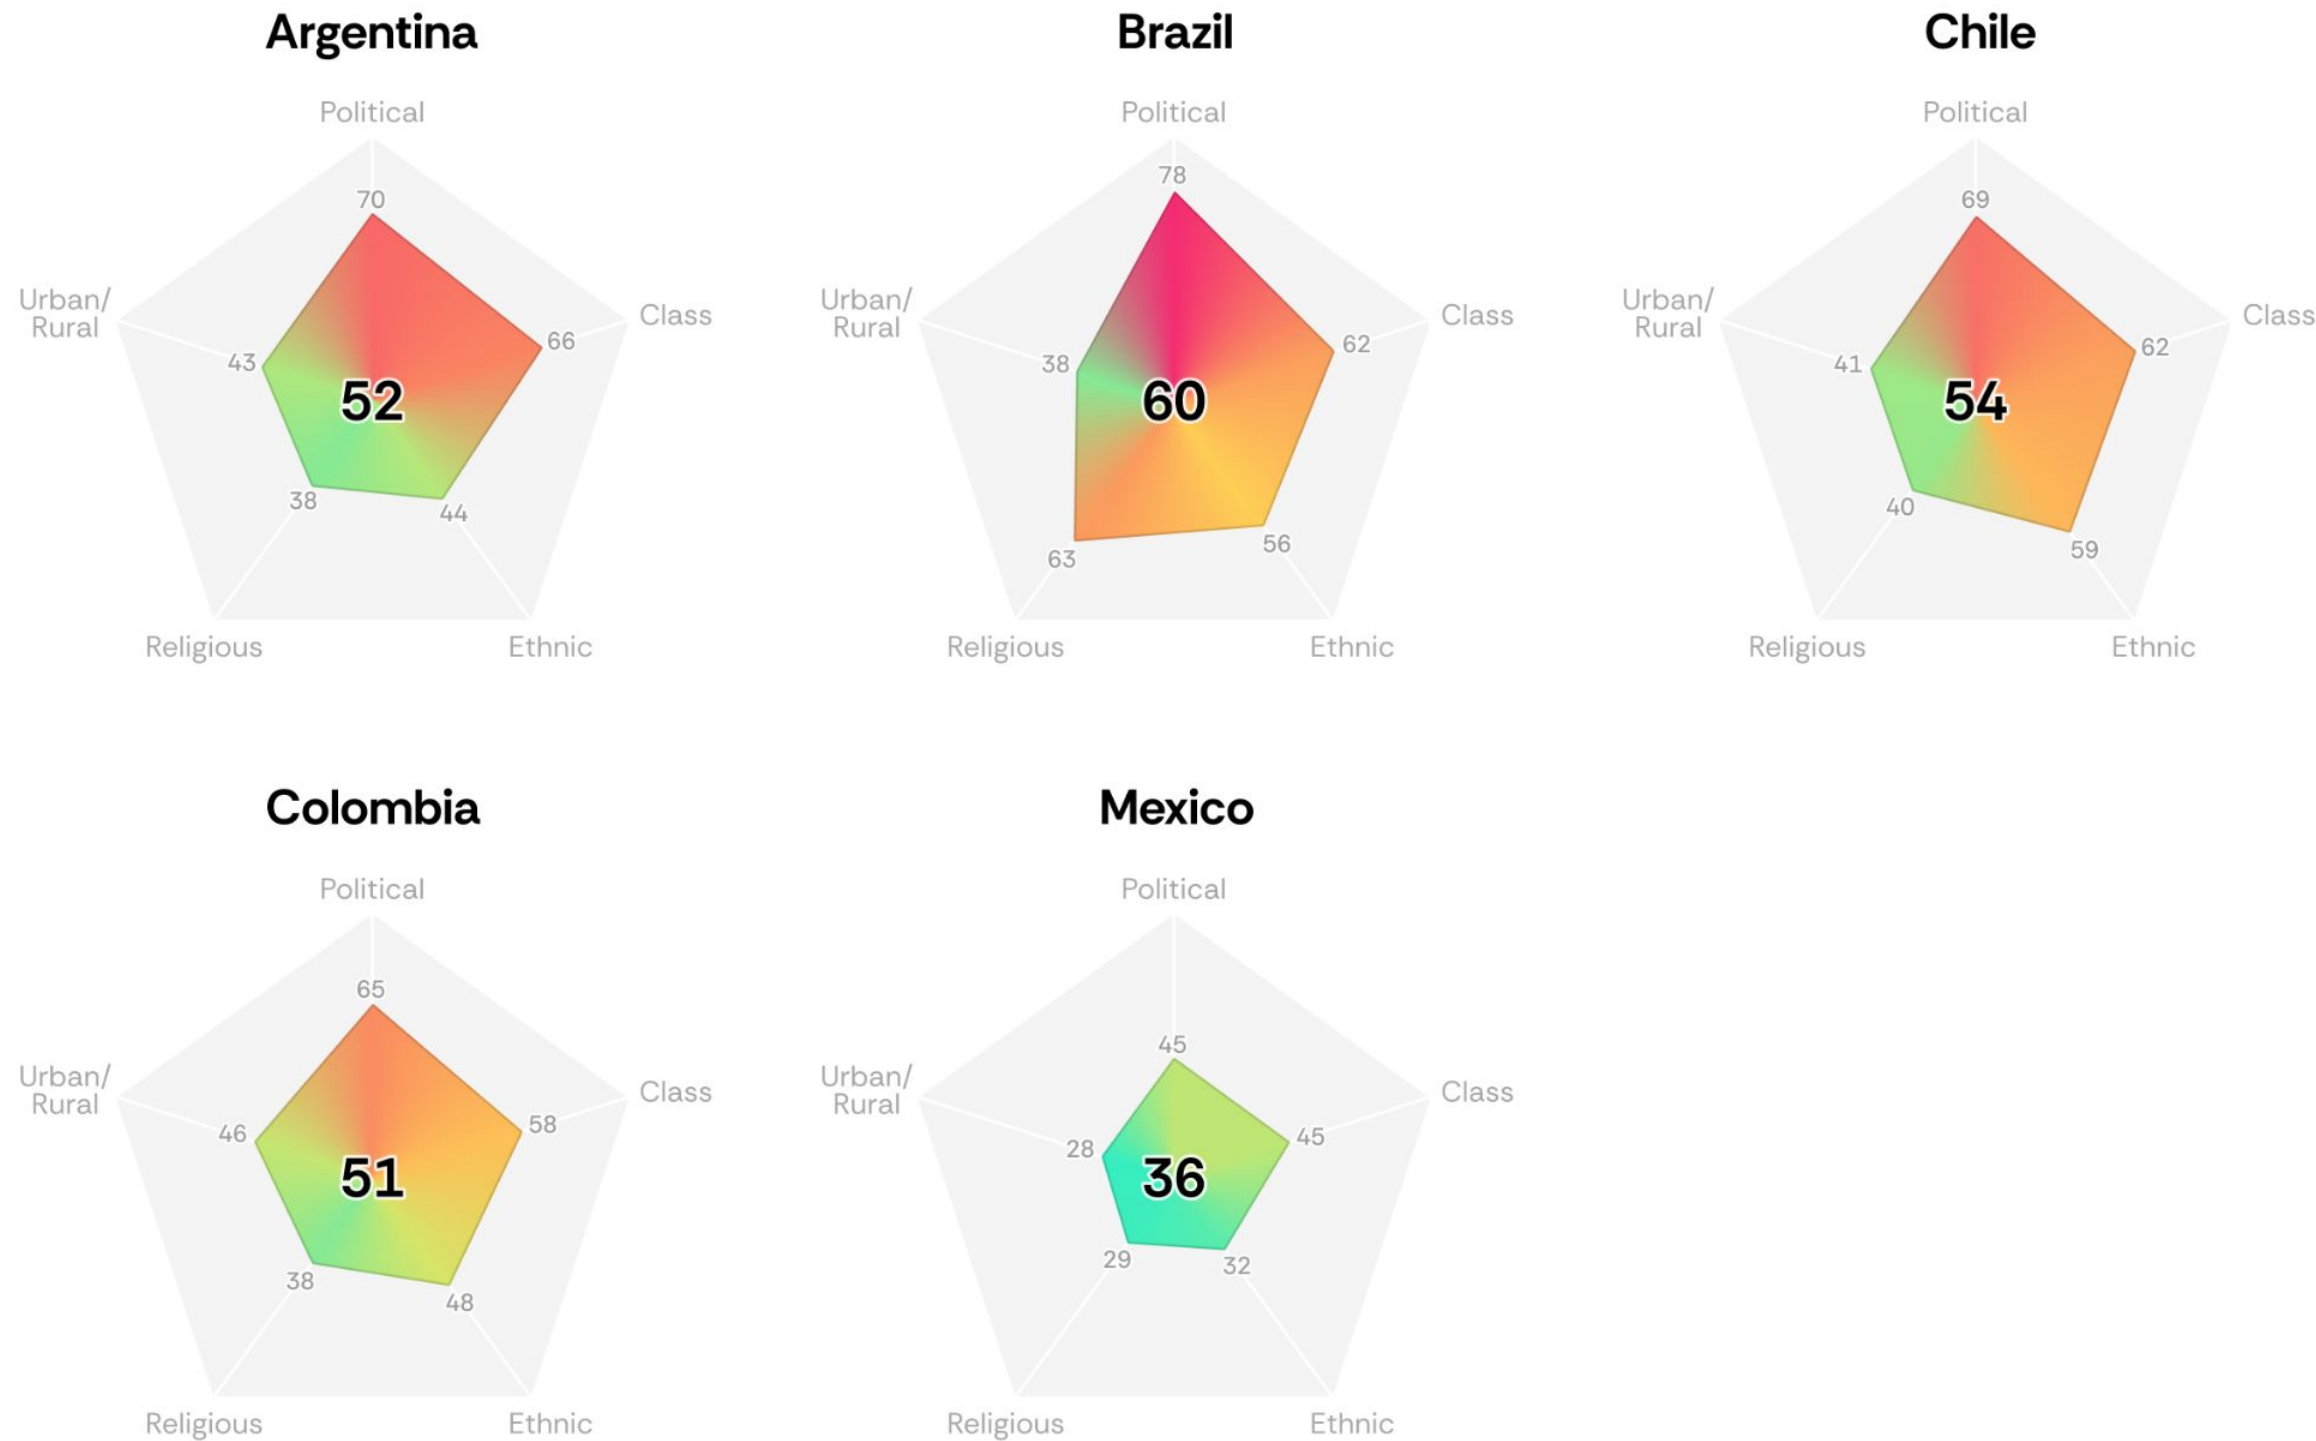 Argentina
Political
70
Urban/
Rural
Class
66
43
52
38
44
Religious
Ethnic
Brazil
Political
78
Urban/
Rural
Class
62
38
60
63
56
Religious
Ethnic
Chile
Political
69
Urban/
Rural
Class
62
41
54
40
59
Religious
Ethnic
Colombia
Political
65
Urban/
Rural
Class
58
46
51
38
48
Religious
Ethnic
Mexico
Political
45
Urban/
Rural
Class
45
28
36
29
32
Religious
Ethnic